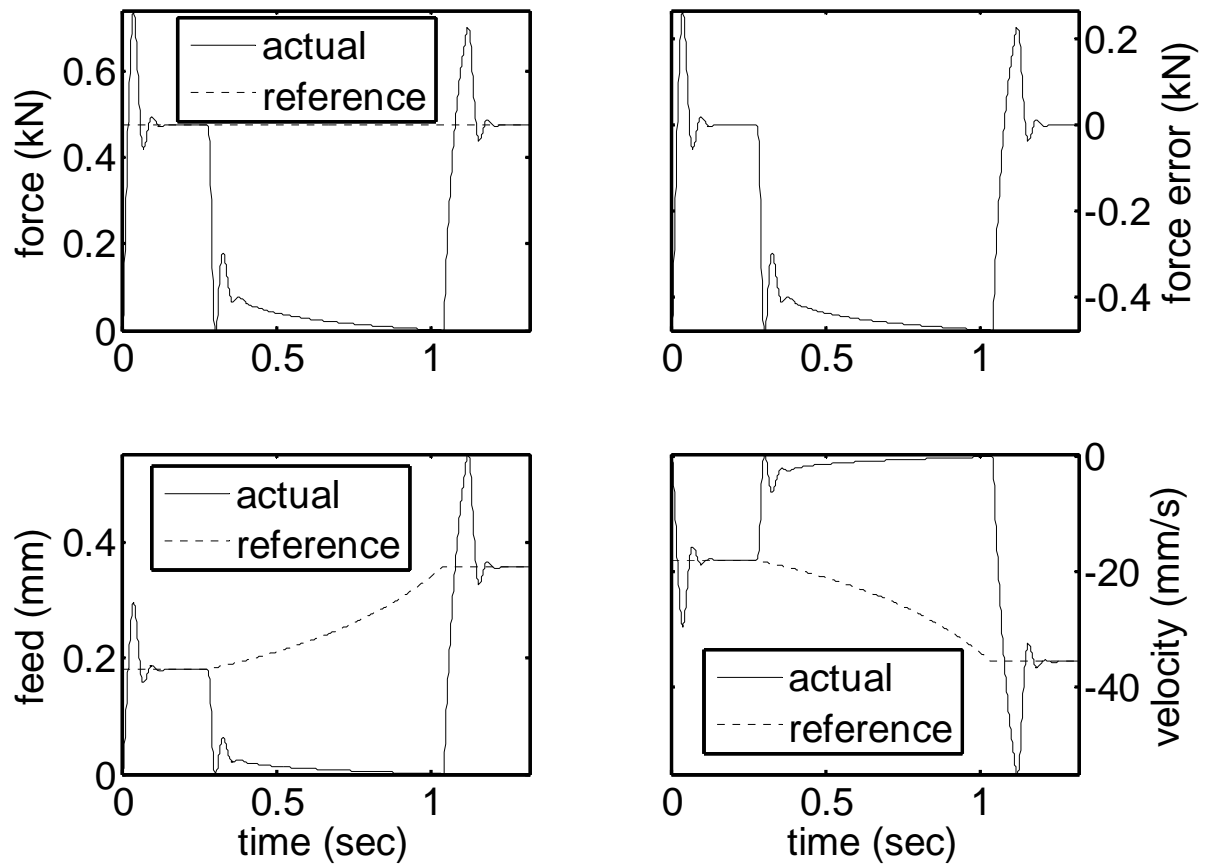 actual
reference
force (kN)
0.6
0.4
0.2
0
0
0.5
1
0.2
0
-0.2
-0.4
force error (kN)
0
0.5
1
actual
reference
feed (mm)
0.4
0.2
0
0
0.5
1
time (sec)
0
-20
-40
velocity (mm/s)
actual
reference
0
0.5
1
time (sec)